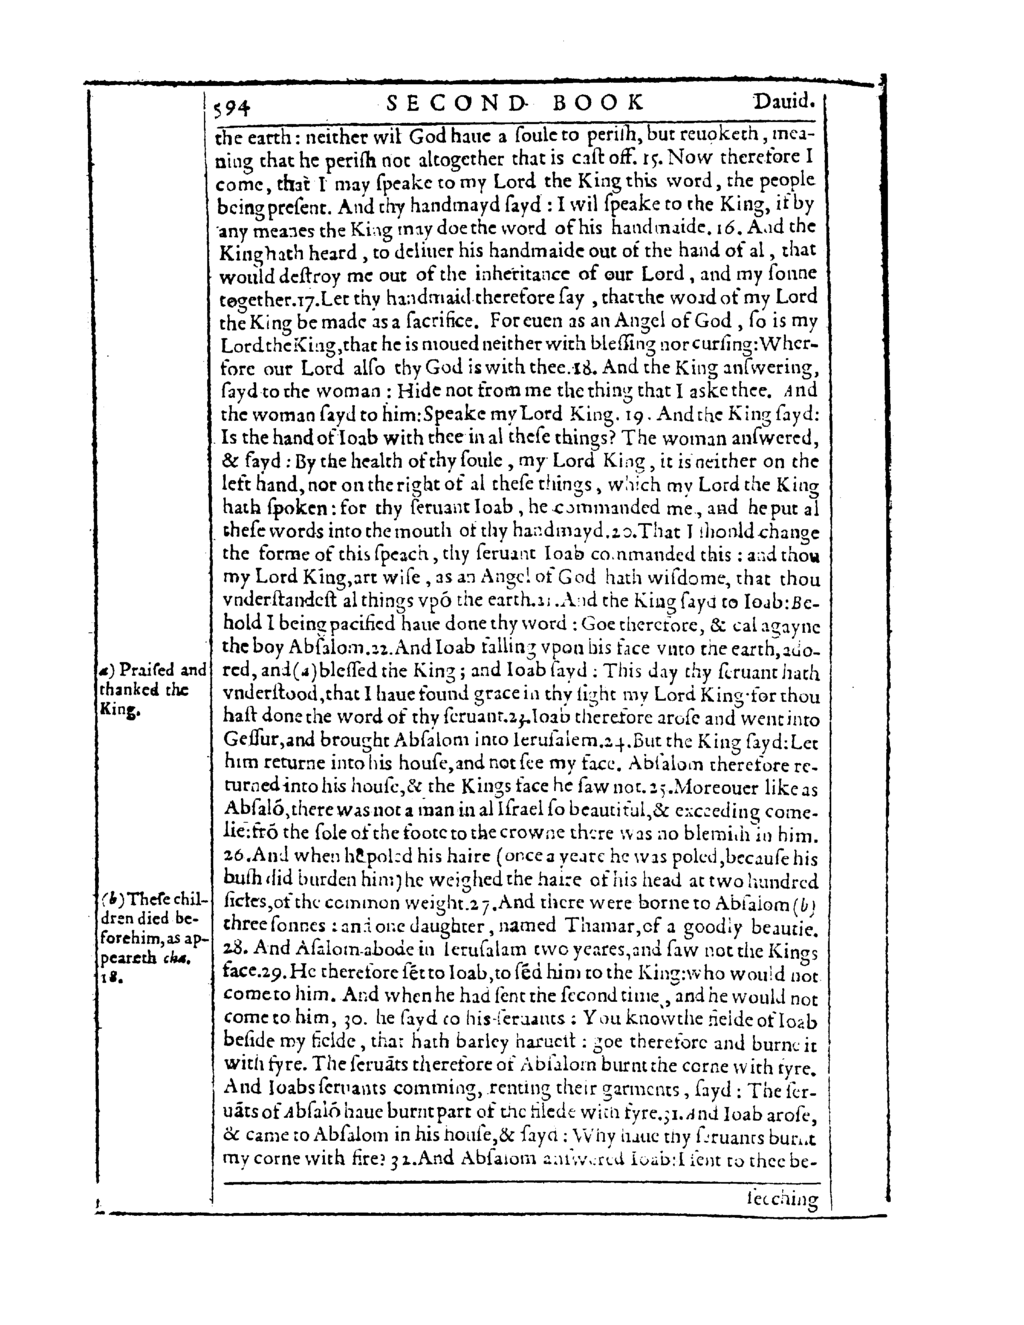 594 SECOND BOOK Dauid.
the earth: neither wil God haue a ſoule to periſh, but reuoketh, mea-
ning that he periſh not altogether that is caſt off. 15. Now therefore I
come, that I may ſpeake to my Lord the King this word, the people
being preſent. And thy handmayd ſayd : I wil ſpeake to the King, if by
any meanes the King may doe the word of his handmaide. 16. And the
King hath heard, to deliuer his handmaide out of the hand of al, that
would deſtroy me out of the inheritance of our Lord, and my ſonne
together. 17. Let thy handmaid therefore ſay, that the word of my Lord
the King be made as a ſacrifice. For euen as an Angel of God, ſo is my
Lord the King, that he is moued neither with bleſſing nor curſing: Wher-
fore our Lord alſo thy God is with thee. 18. And the King anſwering,
ſayd to the woman : Hide not from me the thing that I aske thee. And
the woman ſayd to him: Speake my Lord King. 19. And the King ſayd:
Is the hand of Ioab with thee in al theſe things? The woman anſwered,
& ſayd : By the health of thy ſoule, my Lord King, it is neither on the
left hand, nor on the right of al theſe things, which my Lord the King
hath ſpoken: for thy ſeruant Ioab, he commanded me, and he put al
theſe words into the mouth of thy handmayd. 20. That I ſhould change
the forme of this ſpeach, thy ſeruant Ioab commanded this : and thou
my Lord King, art wiſe, as an Angel of God hath wiſdome, that thou
vnderſtandeſt al things vpō the earth. 21. And the King ſayd to Ioab: Be-
hold I being pacified haue done thy word : Goe therefore, & cal agayne
the boy Abſalom. 22. And Ioab falling vpon his face vnto the earth, ado-
red, and (a) bleſſed the King; and Ioab ſayd : This day thy ſeruant hath
vnderſtood, that I haue found grace in thy ſight my Lord King: for thou
haſt done the word of thy ſeruant. 23. Ioab therefore aroſe and went into
Geſſur, and brought Abſalom into Ieruſalem. 24. But the King ſayd: Let
him returne into his houſe, and not ſee my face. Abſalom therefore re-
turned into his houſe, & the Kings face he ſaw not. 25. Moreouer like as
Abſalō, there was not a man in al Iſrael ſo beautiful, & exceeding come-
lie: frō the ſole of the foote to the crowne there was no blemiſh in him.
26. And when he poled his haire (once a yeare he was poled, becauſe his
buſh did burden him) he weighed the haire of his head at two hundred
ſicles, of the common weight. 27. And there were borne to Abſalom (b)
three ſonnes : and one daughter, named Thamar, of a goodly beautie.
28. And Aſalom abode in Ieruſalam two yeares, and ſaw not the Kings
face. 29. He therefore ſēt to Ioab, to ſēd him to the King: who would not
come to him. And when he had ſent the ſecond time, and he would not
come to him, 30. he ſayd to his ſeruants : You know the fielde of Ioab
beſide my fielde, that hath barley harueſt : goe therefore and burne it
with fyre. The ſeruāts therefore of Abſalom burnt the corne with fyre.
And Ioabs ſeruants comming, renting their garments, ſayd : The ſer-
uāts of Abſalō haue burnt part of the filede with fyre. 31. And Ioab aroſe,
& came to Abſalom in his houſe, & ſayd : Why haue thy ſeruants burnt
my corne with fire? 32. And Abſalom anſwered Ioab: I ſent to thee be-
ſeeching
a) Praiſed and
thanked the
King.
(b) Theſe chil-
dren died be-
fore him, as ap-
peareth cha.
18.